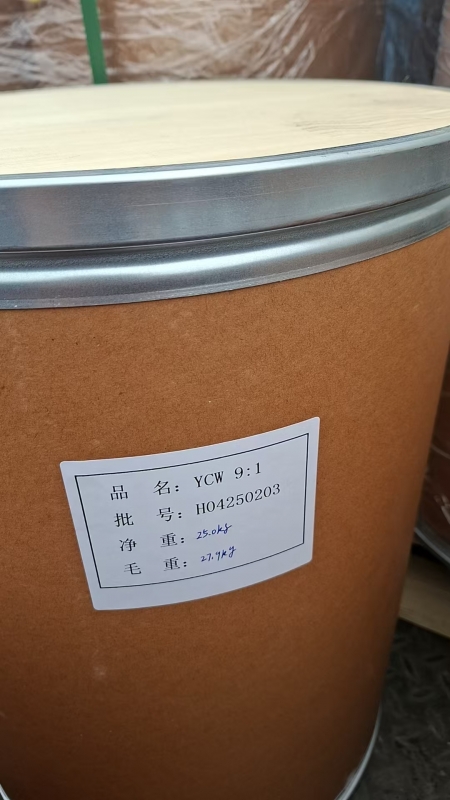 品 名: YCW 9:1
批 号: H04250203
净 重: 25.0kg
毛 重: 27.9kg